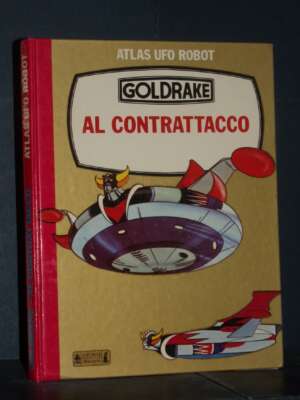 ATLAS UFO ROBOT
GOLDRAKE
AL CONTRATTACCO
ATLAS UFO ROBOT